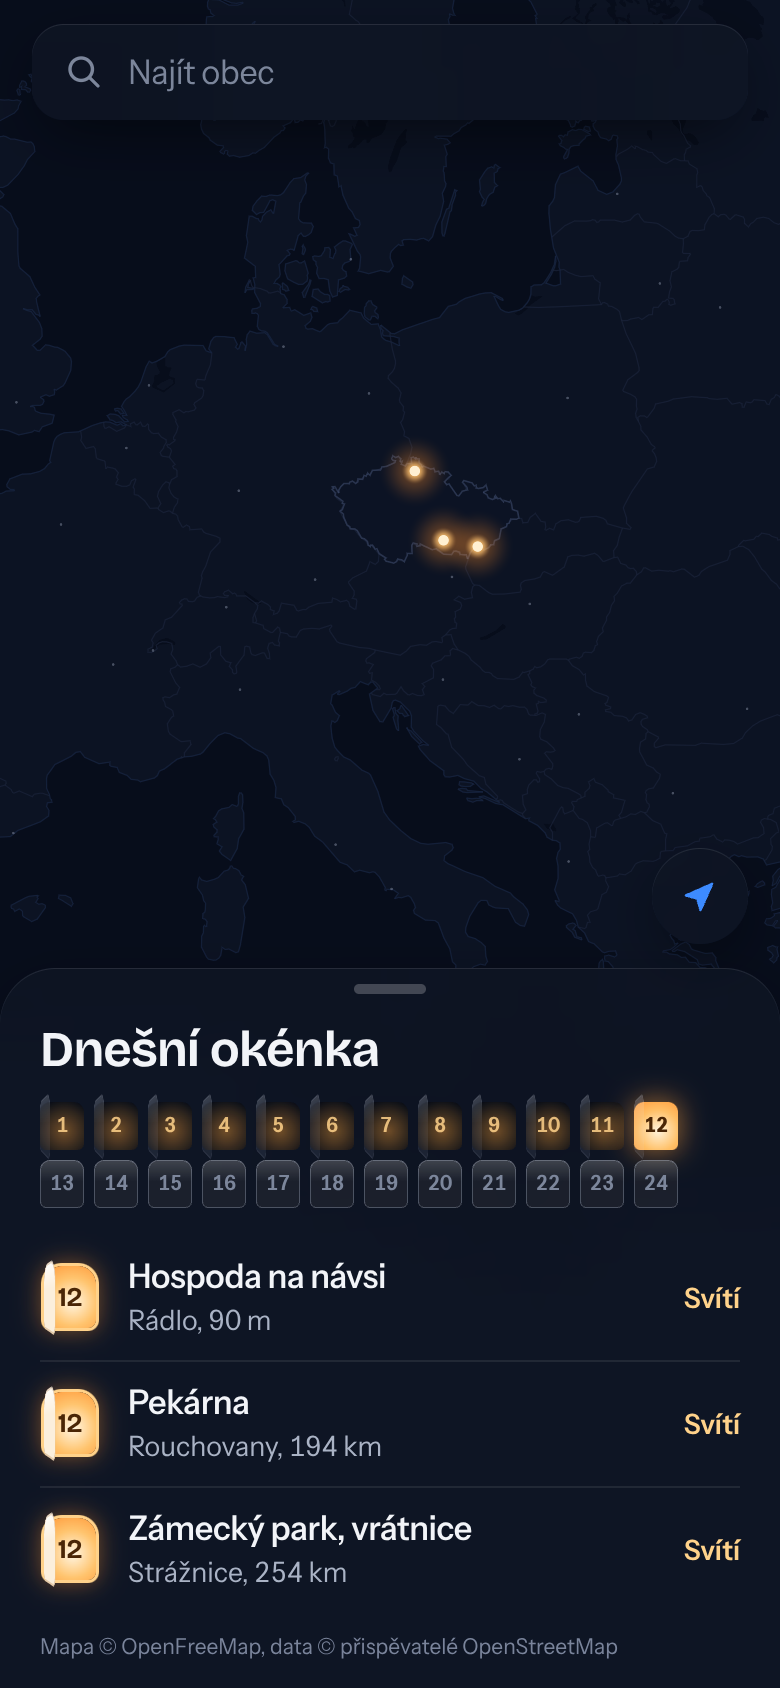 Najít obec
Dnešní okénka
1 2 3 4 5 6 7 8 9 10 11 12
13 14 15 16 17 18 19 20 21 22 23 24
12
Hospoda na návsi
Rádlo, 90 m
Svítí
12
Pekárna
Rouchovany, 194 km
Svítí
12
Zámecký park, vrátnice
Strážnice, 254 km
Svítí
Mapa © OpenFreeMap, data © přispěvatelé OpenStreetMap